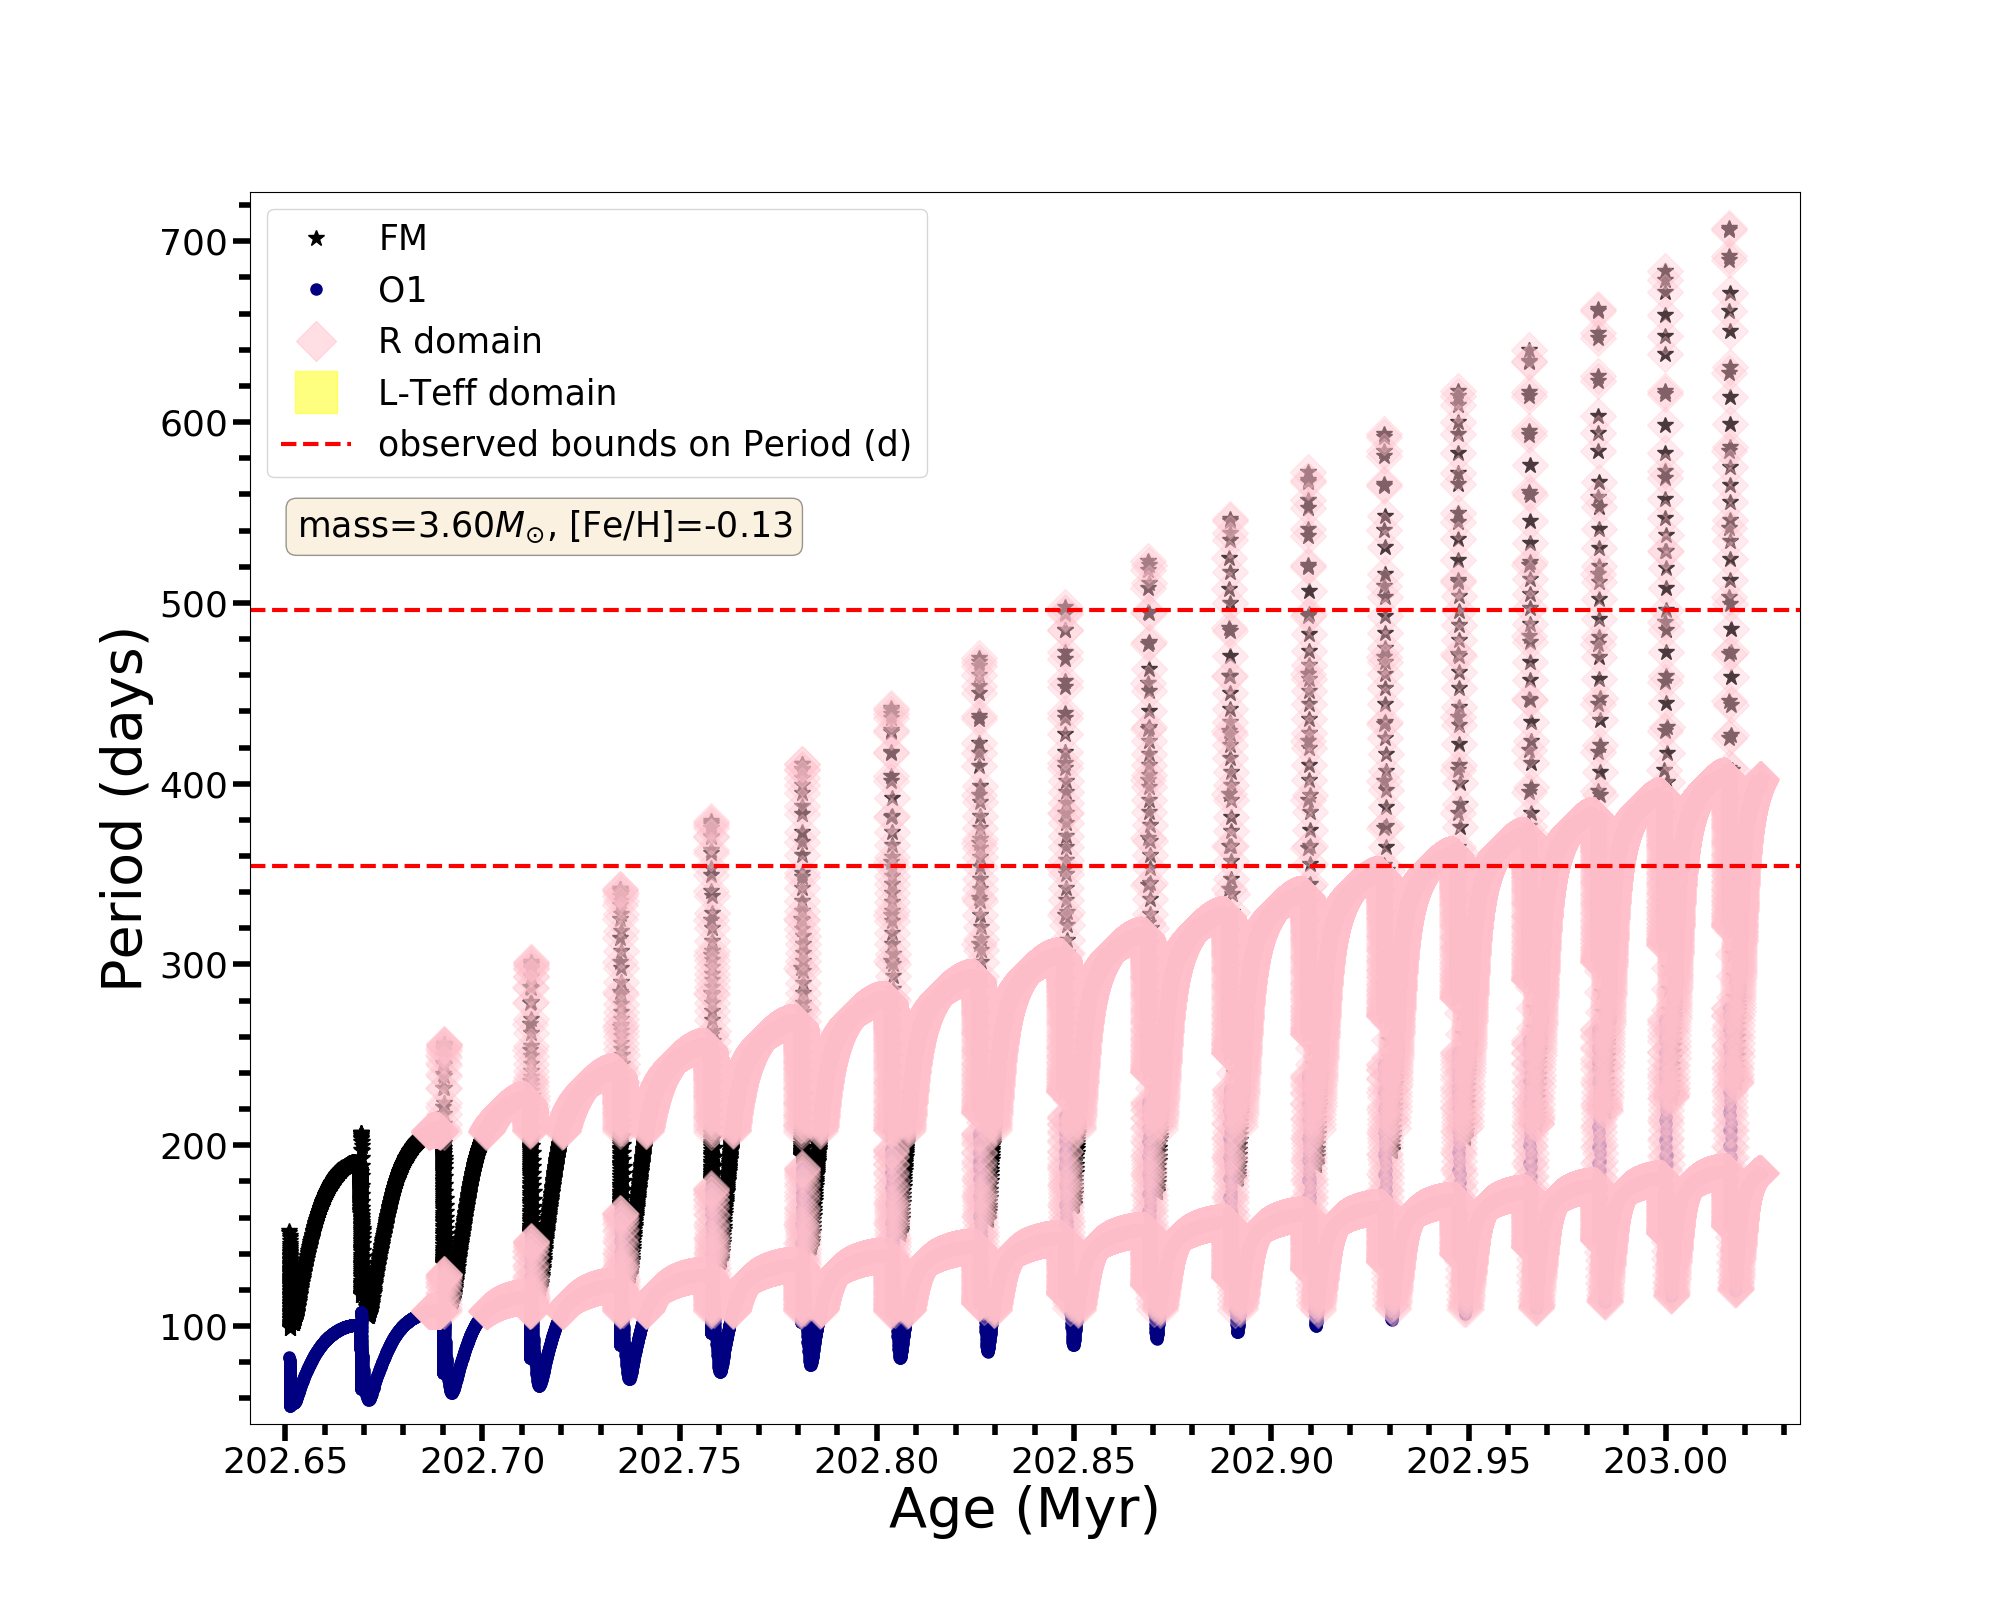 FM
O1
R domain
L-Teff domain
observed bounds on Period (d)
mass=3.60M⊙, [Fe/H]=-0.13
700
600
500
400
300
200
100
Period (days)
202.65 202.70 202.75 202.80 202.85 202.90 202.95 203.00
Age (Myr)